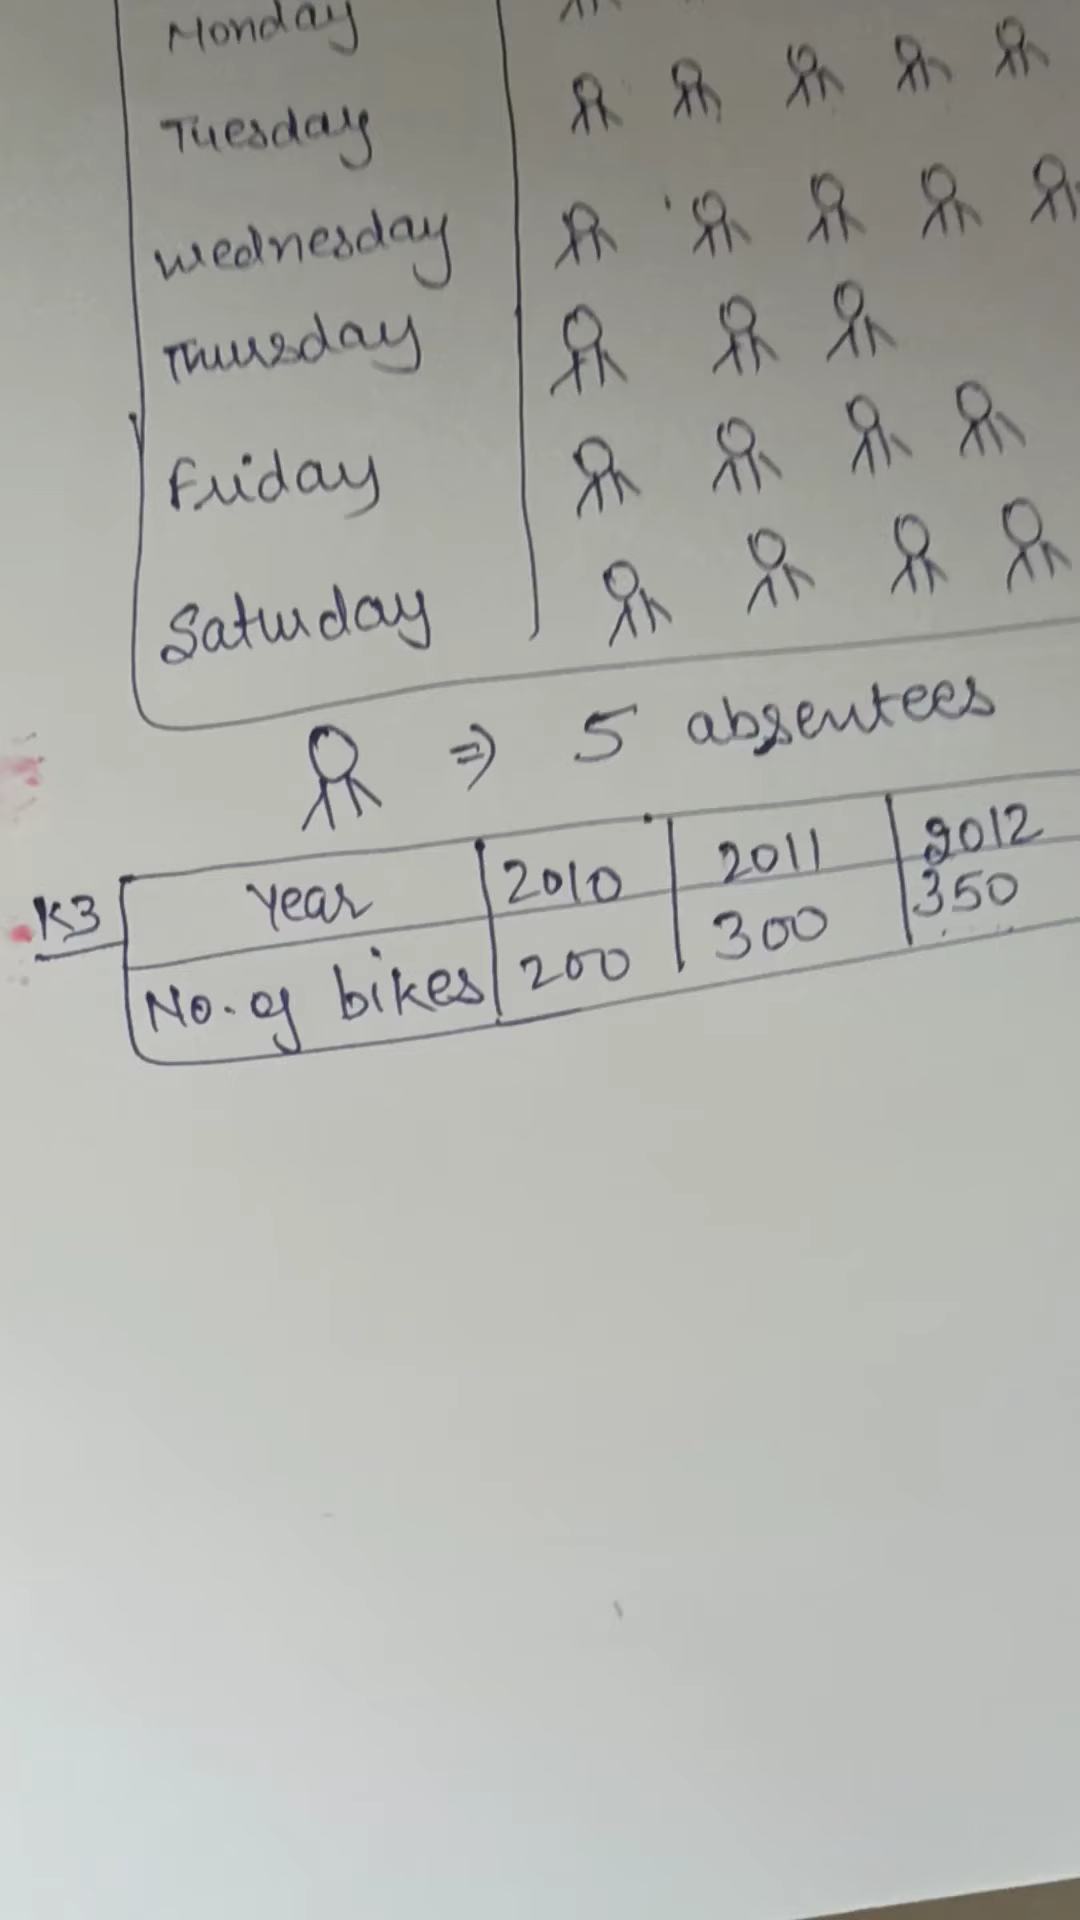 Monday
Tuesday
Wednesday
Thursday
Friday
Saturday
=> 5 absentees
K3
Year 2010 2011 2012
No. of bikes 200 300 350